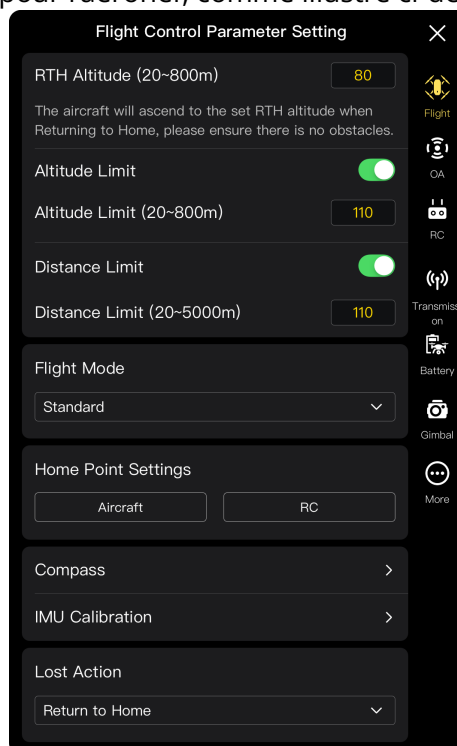 Flight Control Parameter Setting
RTH Altitude (20~800m)
80
The aircraft will ascend to the set RTH altitude when
Returning to Home, please ensure there is no obstacles.
Altitude Limit
Altitude Limit (20~800m)
110
Distance Limit
Distance Limit (20~5000m)
110
Flight Mode
Standard
Home Point Settings
Aircraft
RC
Compass
IMU Calibration
Lost Action
Return to Home
Flight
OA
RC
Transmiss
on
Battery
Gimbal
More